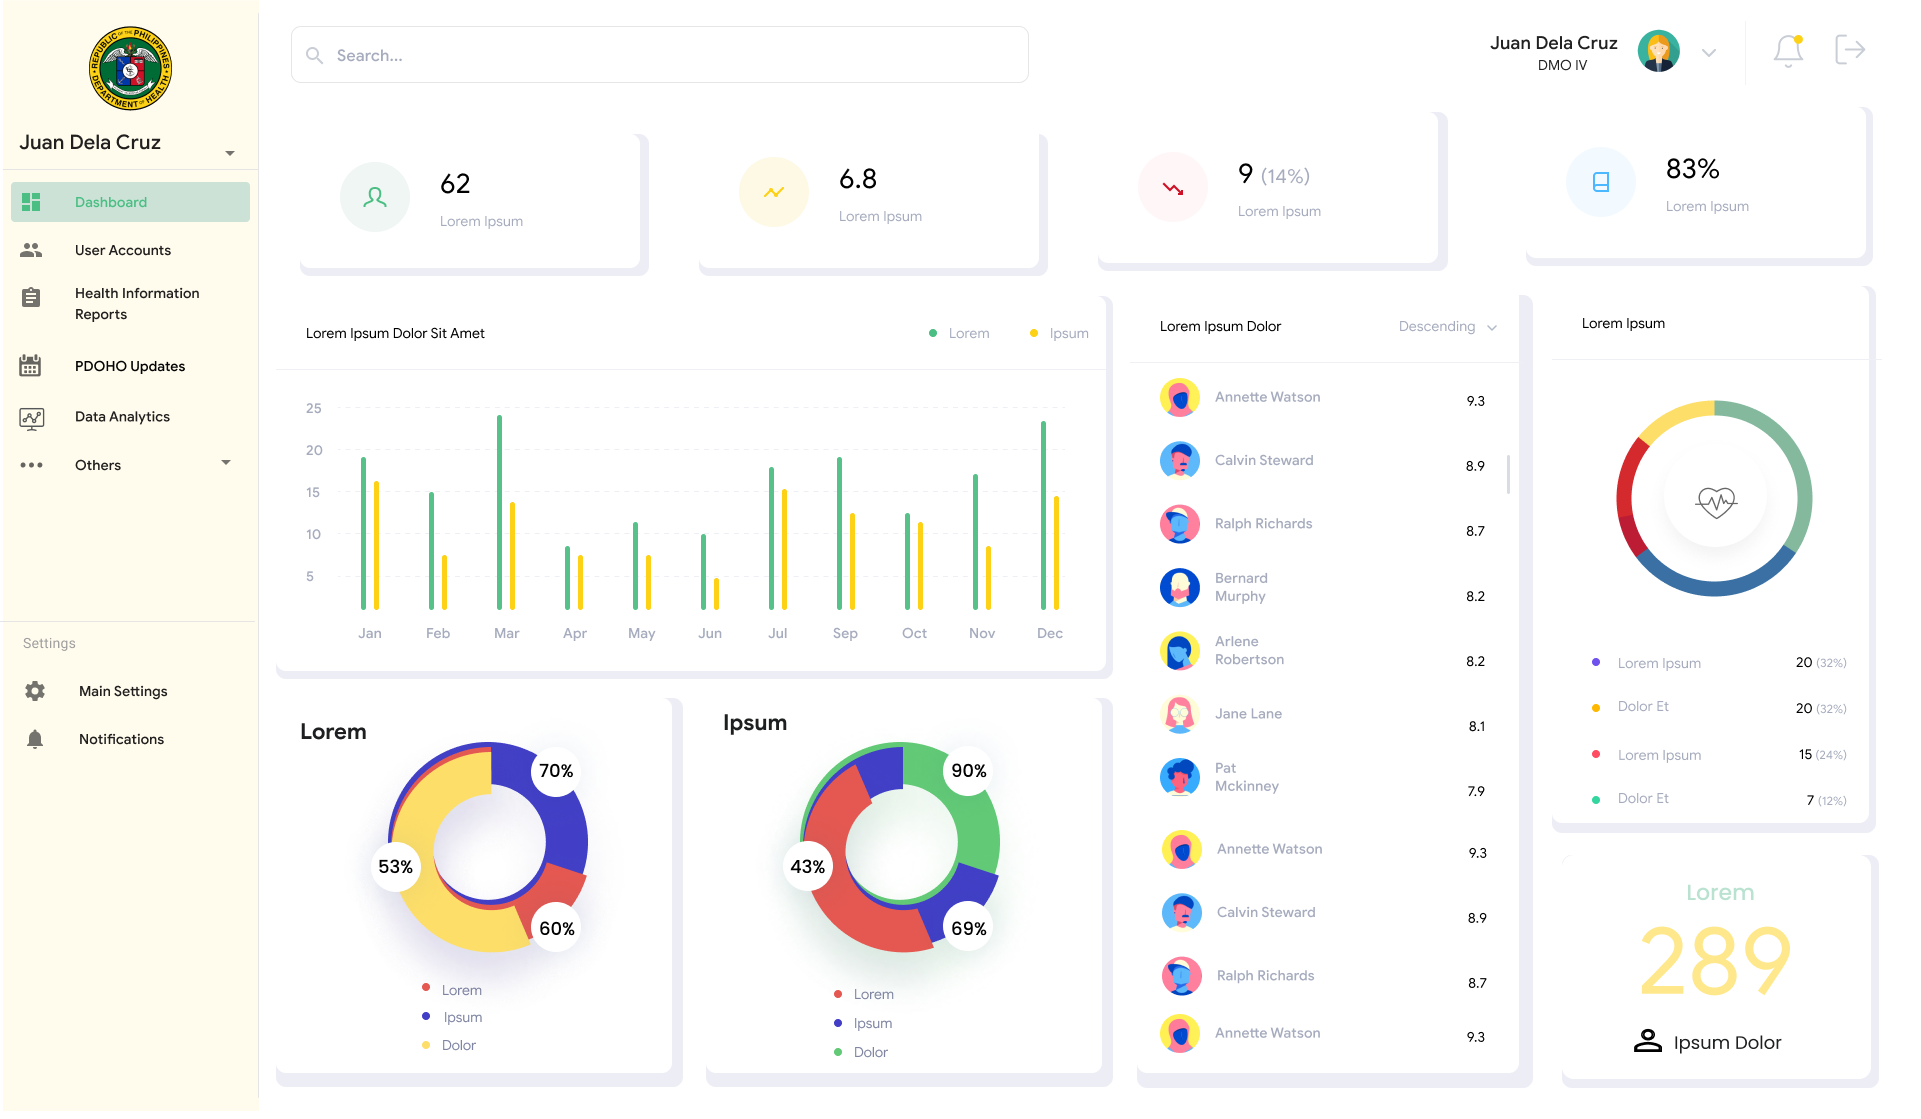 REPUBLIC OF THE PHILIPPINES
DEPARTMENT OF HEALTH
Juan Dela Cruz
Dashboard
User Accounts
Health Information
Reports
PDOHO Updates
Data Analytics
Others
Settings
Main Settings
Notifications
Search...
Juan Dela Cruz
DMO IV
62
Lorem Ipsum
6.8
Lorem Ipsum
9 (14%)
Lorem Ipsum
83%
Lorem Ipsum
Lorem Ipsum Dolor Sit Amet
Lorem
Ipsum
25
20
15
10
5
Jan Feb Mar Apr May Jun Jul Sep Oct Nov Dec
Lorem
70%
53%
60%
Lorem
Ipsum
Dolor
Ipsum
90%
43%
69%
Lorem
Ipsum
Dolor
Lorem Ipsum Dolor
Descending
Annette Watson 9.3
Calvin Steward 8.9
Ralph Richards 8.7
Bernard
Murphy 8.2
Arlene
Robertson 8.2
Jane Lane 8.1
Pat
Mckinney 7.9
Annette Watson 9.3
Calvin Steward 8.9
Ralph Richards 8.7
Annette Watson 9.3
Lorem Ipsum
Lorem Ipsum 20 (32%)
Dolor Et 20 (32%)
Lorem Ipsum 15 (24%)
Dolor Et 7 (12%)
Lorem
289
Ipsum Dolor